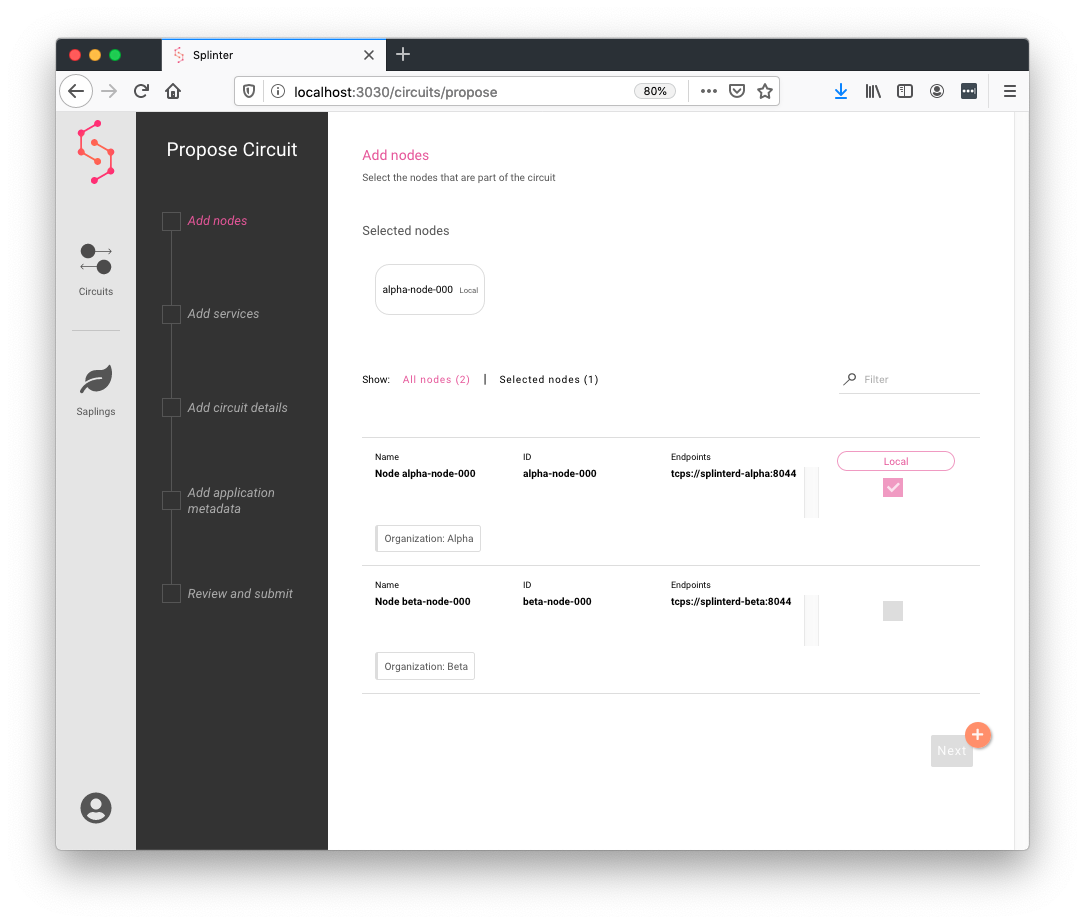 Splinter
localhost:3030/circuits/propose
80%
Circuits
Saplings
Propose Circuit
Add nodes
Add services
Add circuit details
Add application
metadata
Review and submit
Add nodes
Select the nodes that are part of the circuit
Selected nodes
alpha-node-000 Local
Show: All nodes (2) | Selected nodes (1)
Filter
Name ID Endpoints
Local
Node alpha-node-000 alpha-node-000 tcps://splinterd-alpha:8044
Organization: Alpha
Name ID Endpoints
Node beta-node-000 beta-node-000 tcps://splinterd-beta:8044
Organization: Beta
Next